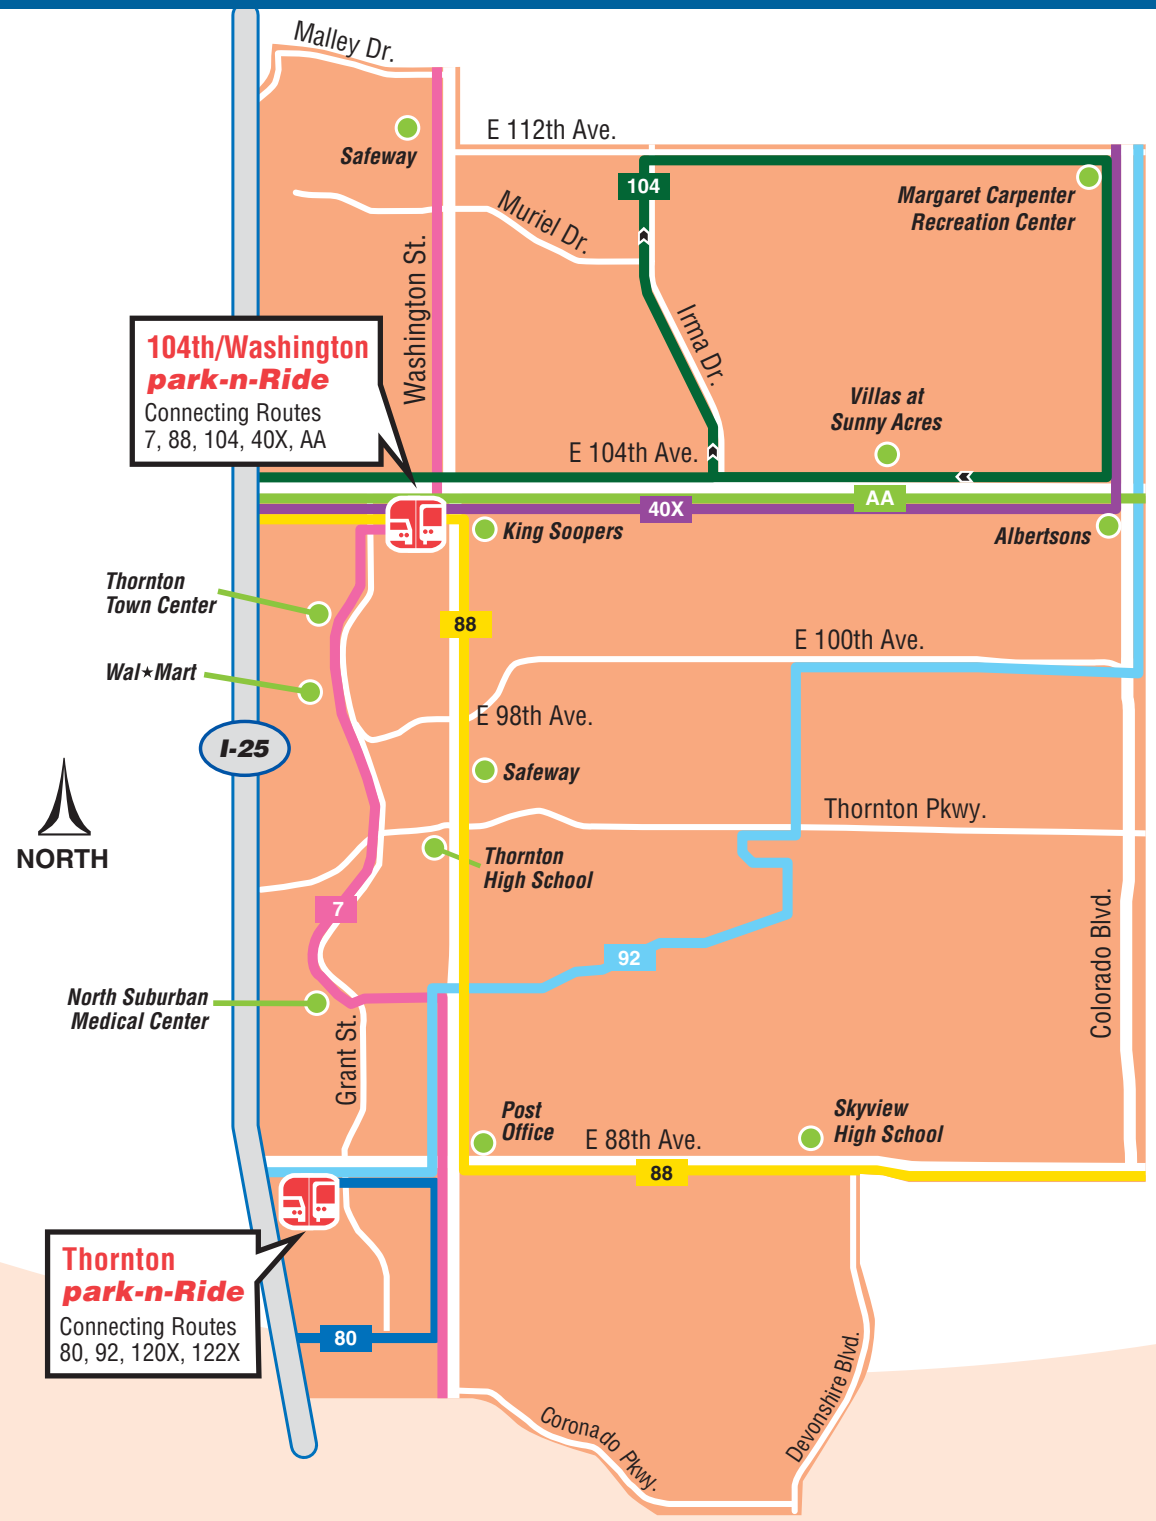 Malley Dr.
E 112th Ave.
Safeway
104
Margaret Carpenter
Recreation Center
Muriel Dr.
Washington St.
Irma Dr.
104th/Washington
park-n-Ride
Connecting Routes
7, 88, 104, 40X, AA
Villas at
Sunny Acres
E 104th Ave.
AA
40X
King Soopers
Albertsons
Thornton
Town Center
88
E 100th Ave.
Wal★Mart
E 98th Ave.
I-25
Safeway
Thornton Pkwy.
NORTH
Thornton
High School
7
Colorado Blvd.
92
North Suburban
Medical Center
Grant St.
Post
Office
E 88th Ave.
Skyview
High School
88
Thornton
park-n-Ride
Connecting Routes
80, 92, 120X, 122X
80
Devonshire Blvd.
Coronado Pkwy.